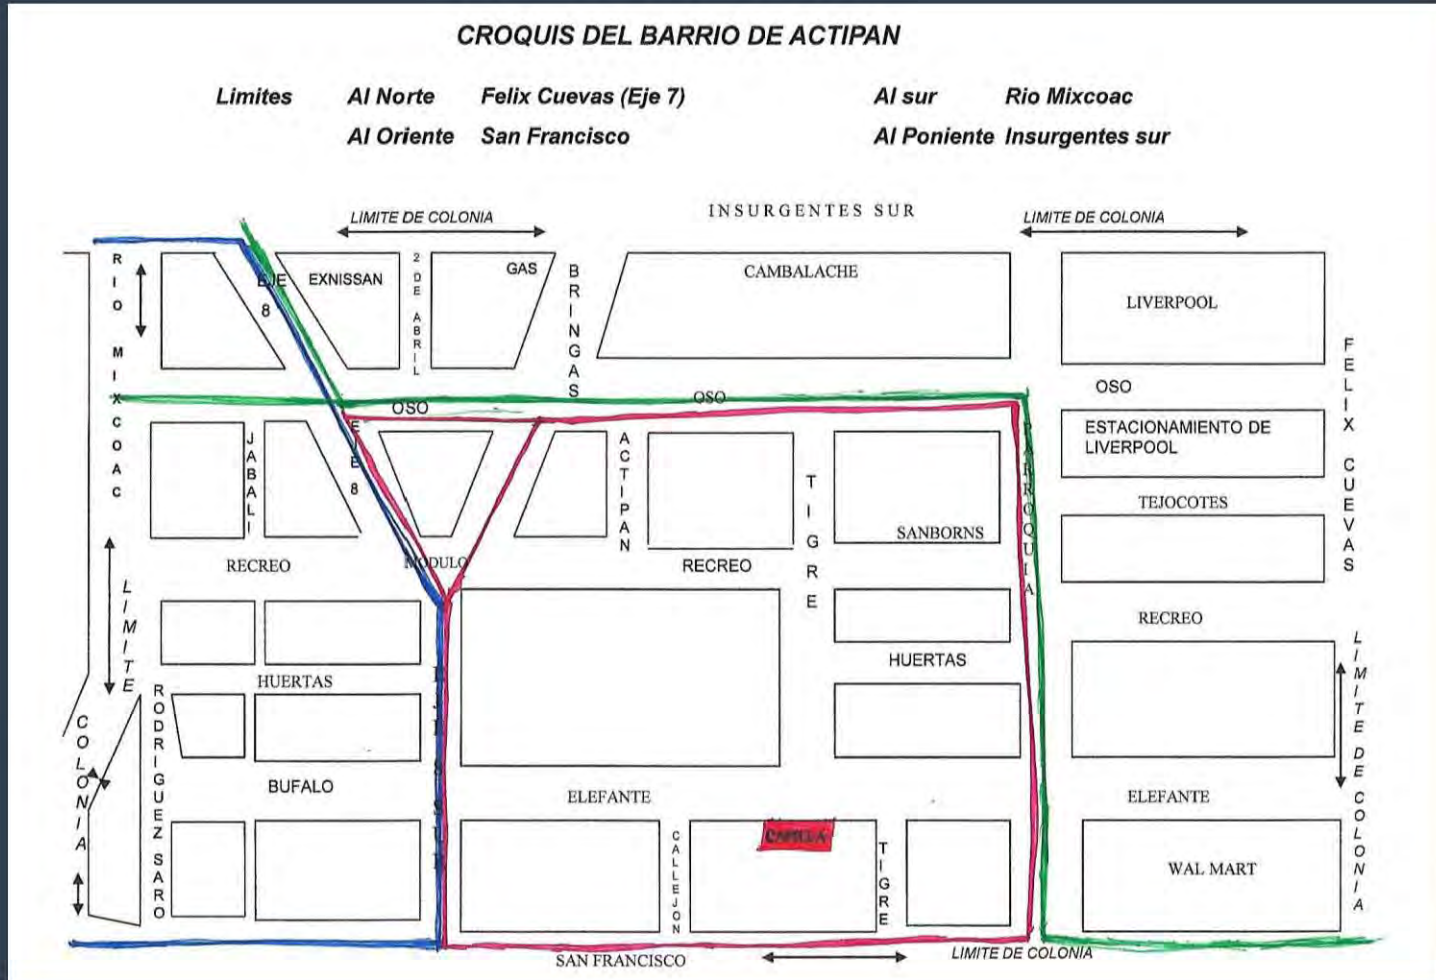 CROQUIS DEL BARRIO DE ACTIPAN
Limites Al Norte Felix Cuevas (Eje 7) Al sur Rio Mixcoac
Al Oriente San Francisco Al Poniente Insurgentes sur
INSURGENTES SUR
LIMITE DE COLONIA
LIMITE DE COLONIA
RIO MIXCOAC
EJE 8
EXNISSAN
2 DE ABRIL
GAS
BRINGAS
CAMBALACHE
LIVERPOOL
FELIX CUEVAS
OSO
OSO
OSO
JABALI
EJE 8
ACTIPAN
TIGRE
SANBORNS
PARROQUIA
ESTACIONAMIENTO DE
LIVERPOOL
TEJOCOTES
RECREO
MODULO
RECREO
RECREO
LIMITE
COLONIA
HUERTAS
HUERTAS
RODRIGUEZ SARO
EJE 8 SUR
LIMITE DE COLONIA
BUFALO
ELEFANTE
ELEFANTE
CALLEJON
CAPILLA
TIGRE
WAL MART
SAN FRANCISCO
LIMITE DE COLONIA